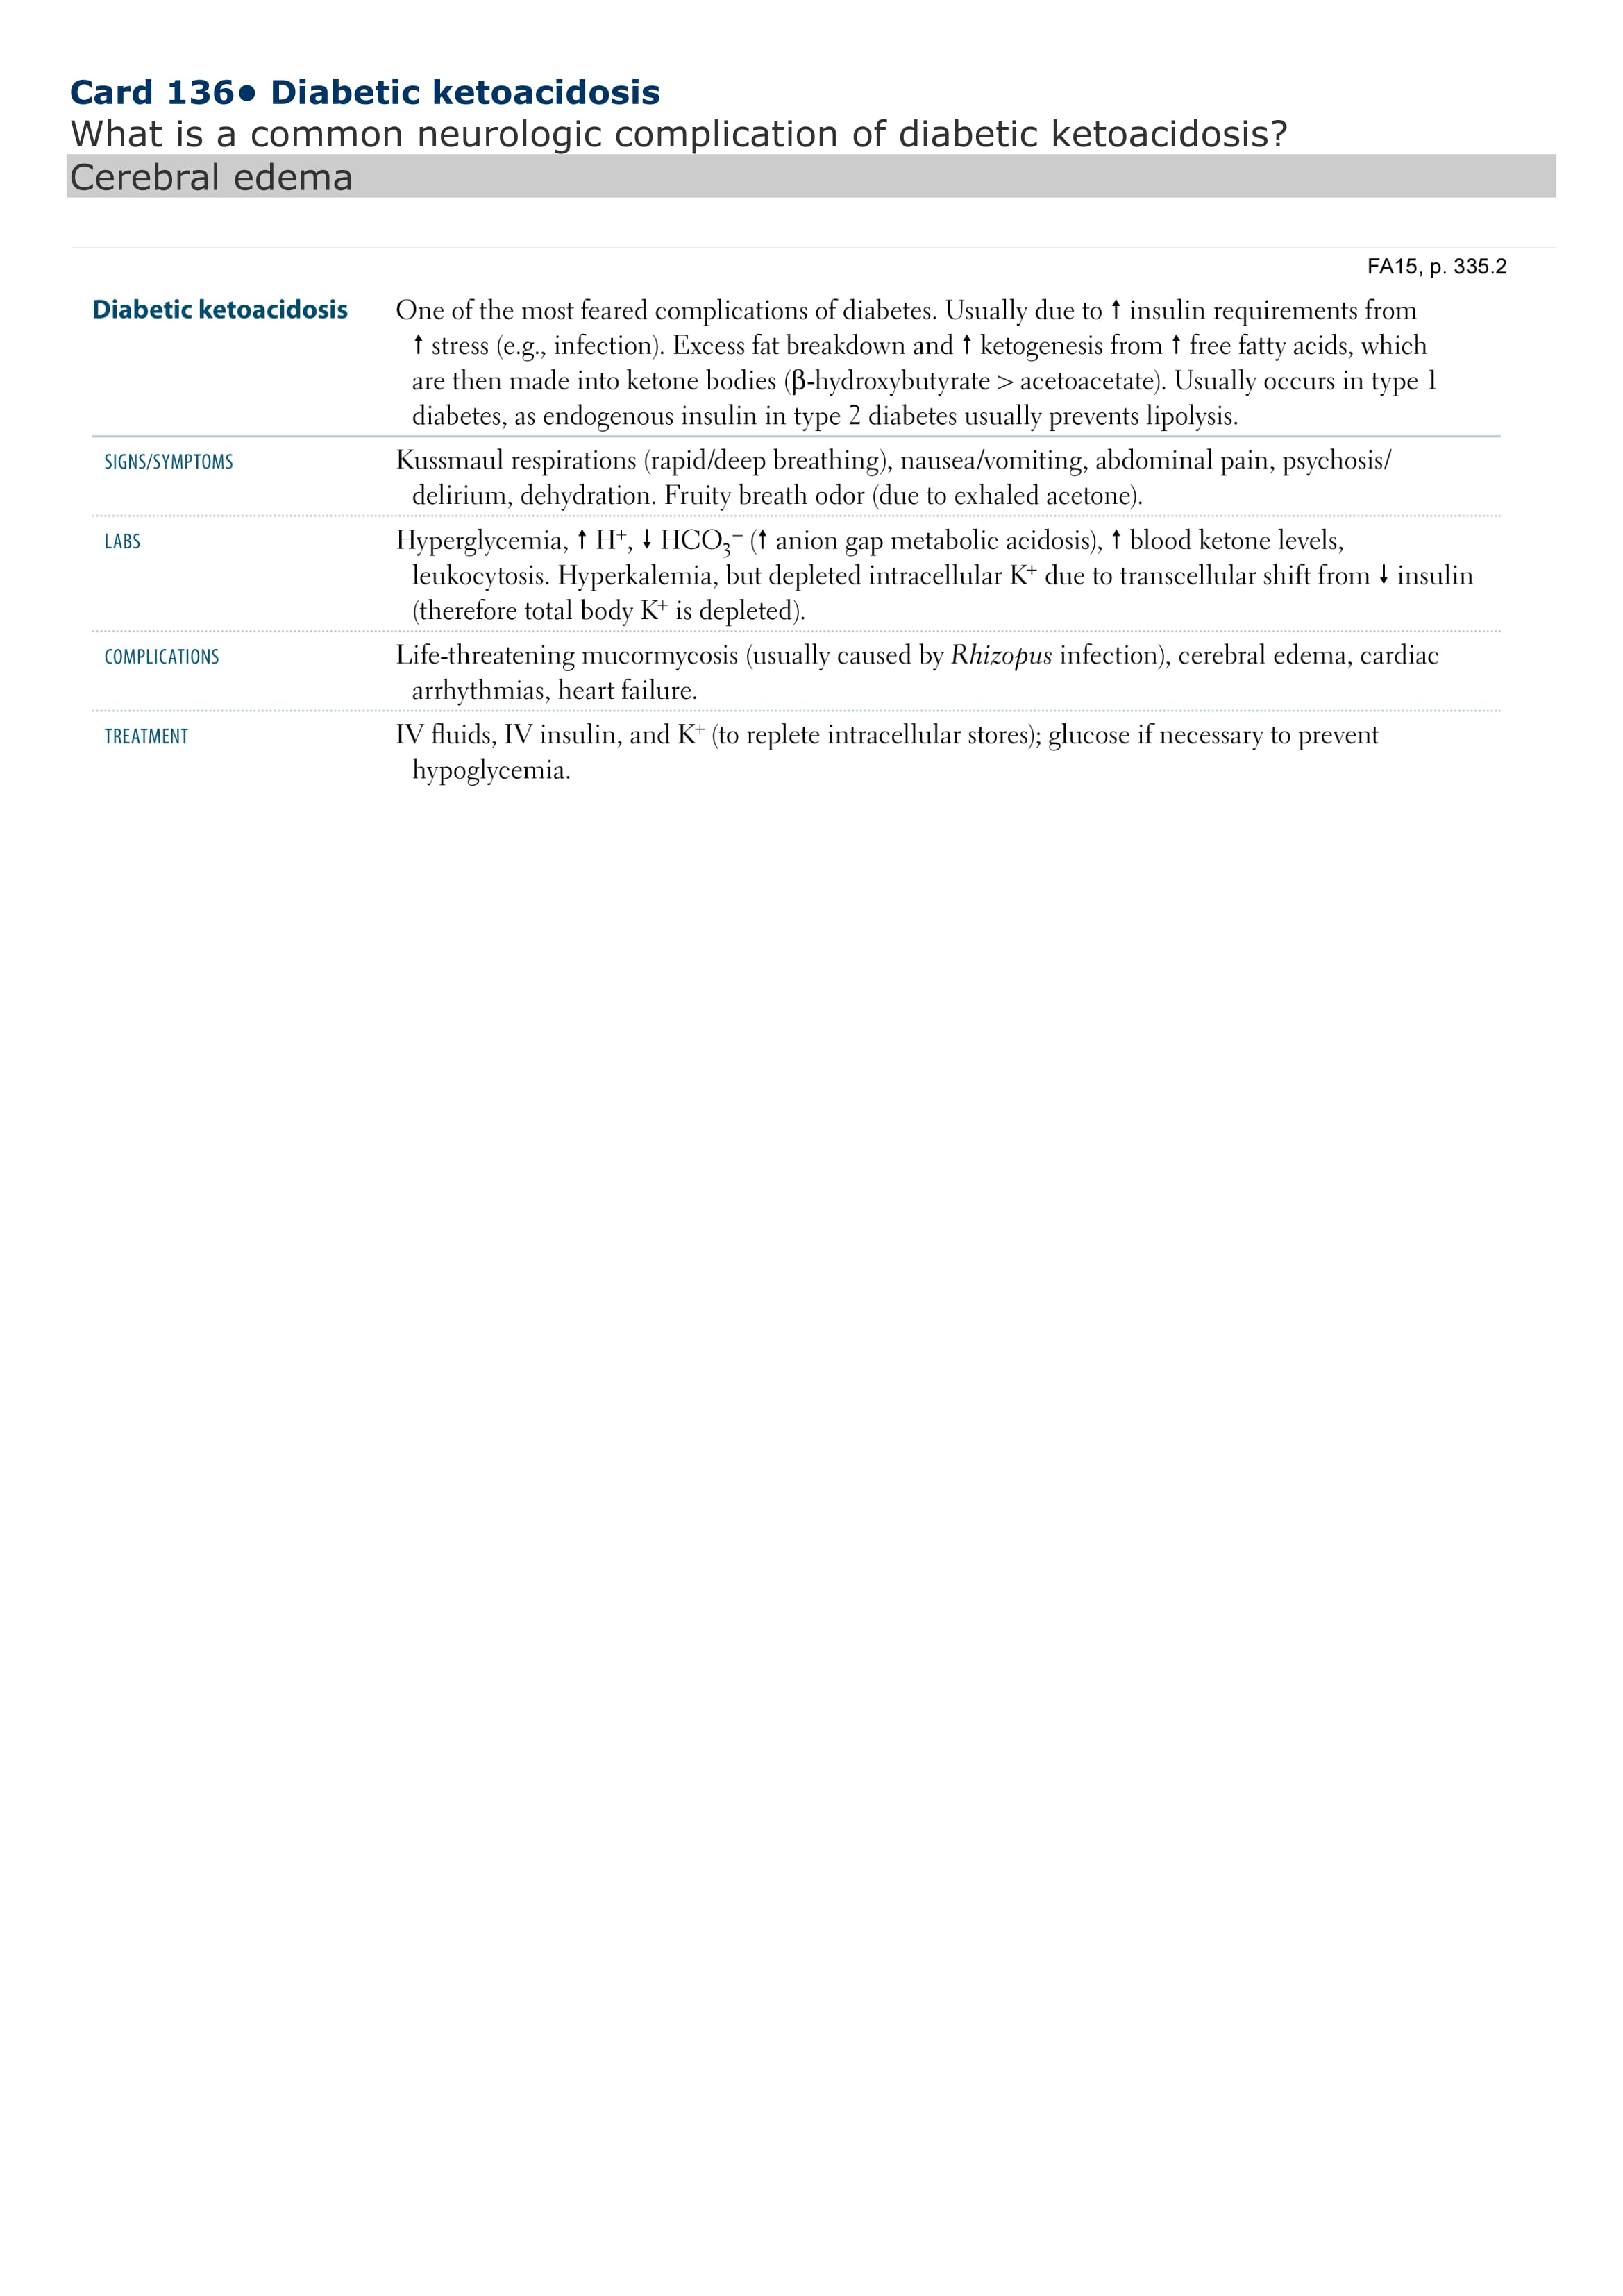 Card 136● Diabetic ketoacidosis
What is a common neurologic complication of diabetic ketoacidosis?
Cerebral edema
FA15, p. 335.2
Diabetic ketoacidosis One of the most feared complications of diabetes. Usually due to ↑ insulin requirements from
↑ stress (e.g., infection). Excess fat breakdown and ↑ ketogenesis from ↑ free fatty acids, which
are then made into ketone bodies (β-hydroxybutyrate > acetoacetate). Usually occurs in type 1
diabetes, as endogenous insulin in type 2 diabetes usually prevents lipolysis.
SIGNS/SYMPTOMS Kussmaul respirations (rapid/deep breathing), nausea/vomiting, abdominal pain, psychosis/
delirium, dehydration. Fruity breath odor (due to exhaled acetone).
LABS Hyperglycemia, ↑ H⁺, ↓ HCO₃⁻ (↑ anion gap metabolic acidosis), ↑ blood ketone levels,
leukocytosis. Hyperkalemia, but depleted intracellular K⁺ due to transcellular shift from ↓ insulin
(therefore total body K⁺ is depleted).
COMPLICATIONS Life-threatening mucormycosis (usually caused by Rhizopus infection), cerebral edema, cardiac
arrhythmias, heart failure.
TREATMENT IV fluids, IV insulin, and K⁺ (to replete intracellular stores); glucose if necessary to prevent
hypoglycemia.